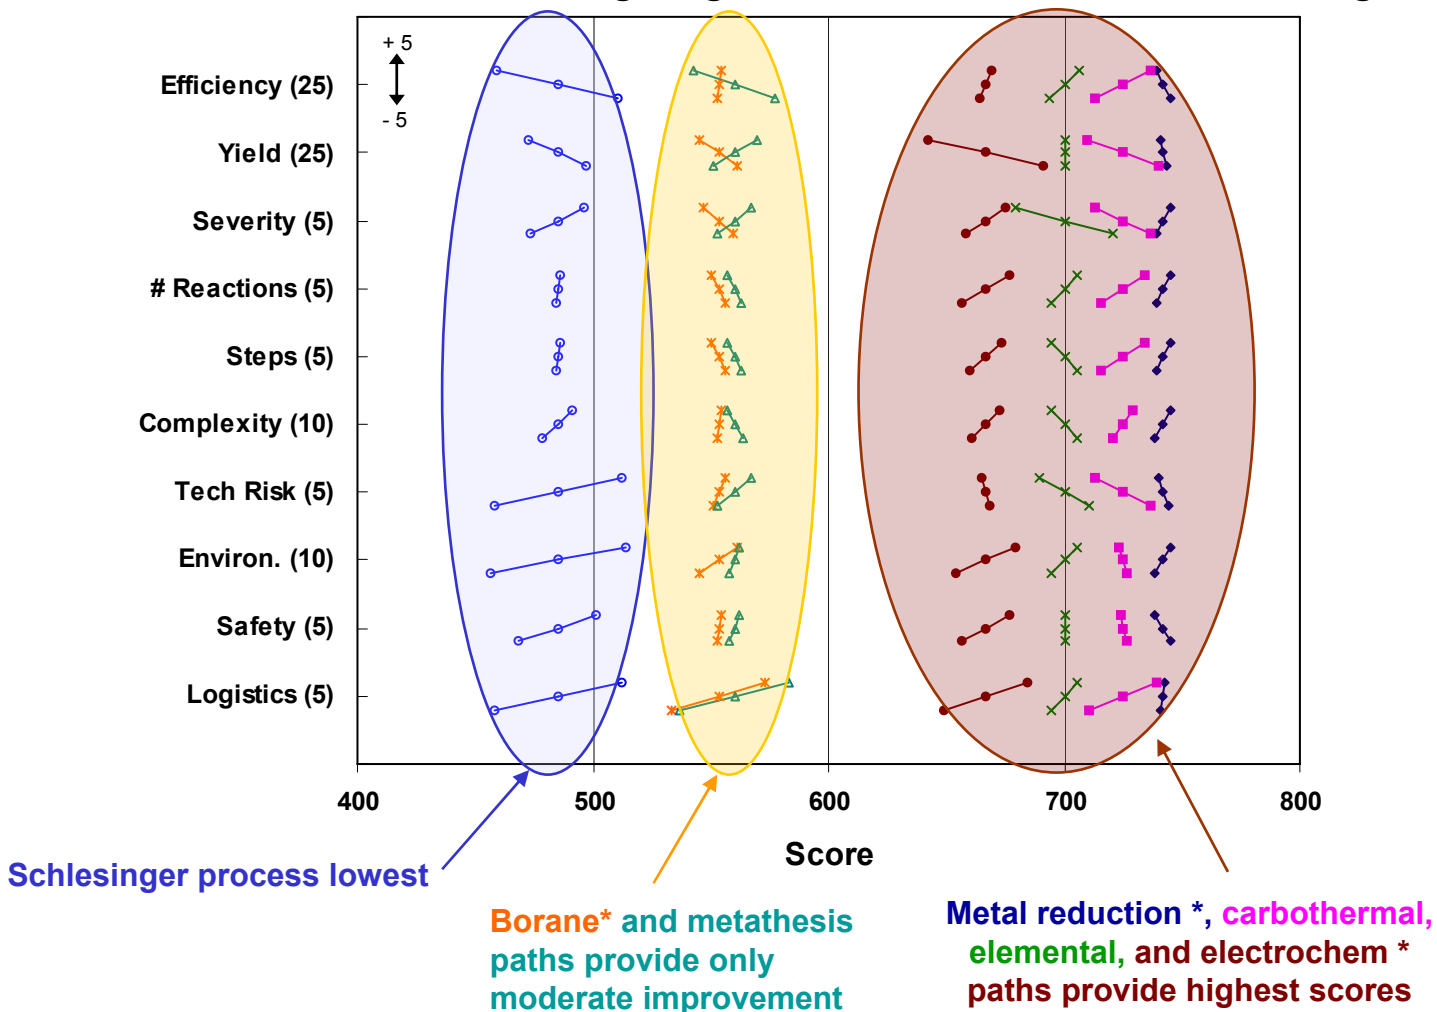 + 5
- 5
Efficiency (25)
Yield (25)
Severity (5)
# Reactions (5)
Steps (5)
Complexity (10)
Tech Risk (5)
Environ. (10)
Safety (5)
Logistics (5)
400 500 600 700 800
Score
Schlesinger process lowest
Borane* and metathesis
paths provide only
moderate improvement
Metal reduction *, carbothermal,
elemental, and electrochem *
paths provide highest scores